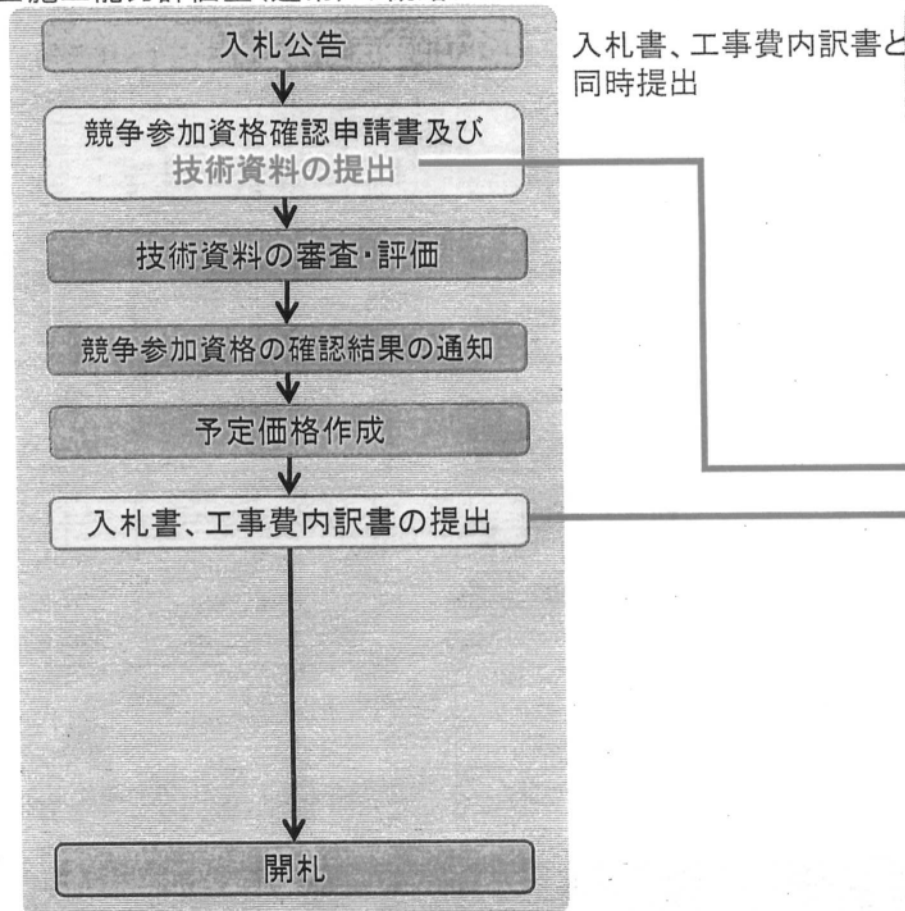 入札公告
入札書、工事費内訳書と
同時提出
競争参加資格確認申請書及び
技術資料の提出
技術資料の審査・評価
競争参加資格の確認結果の通知
予定価格作成
入札書、工事費内訳書の提出
開札